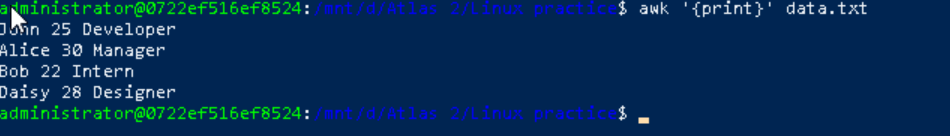 administrator@0722ef516ef8524:/mnt/d/Atlas 2/Linux practice$ awk '{print}' data.txt
John 25 Developer
Alice 30 Manager
Bob 22 Intern
Daisy 28 Designer
administrator@0722ef516ef8524:/mnt/d/Atlas 2/Linux practice$